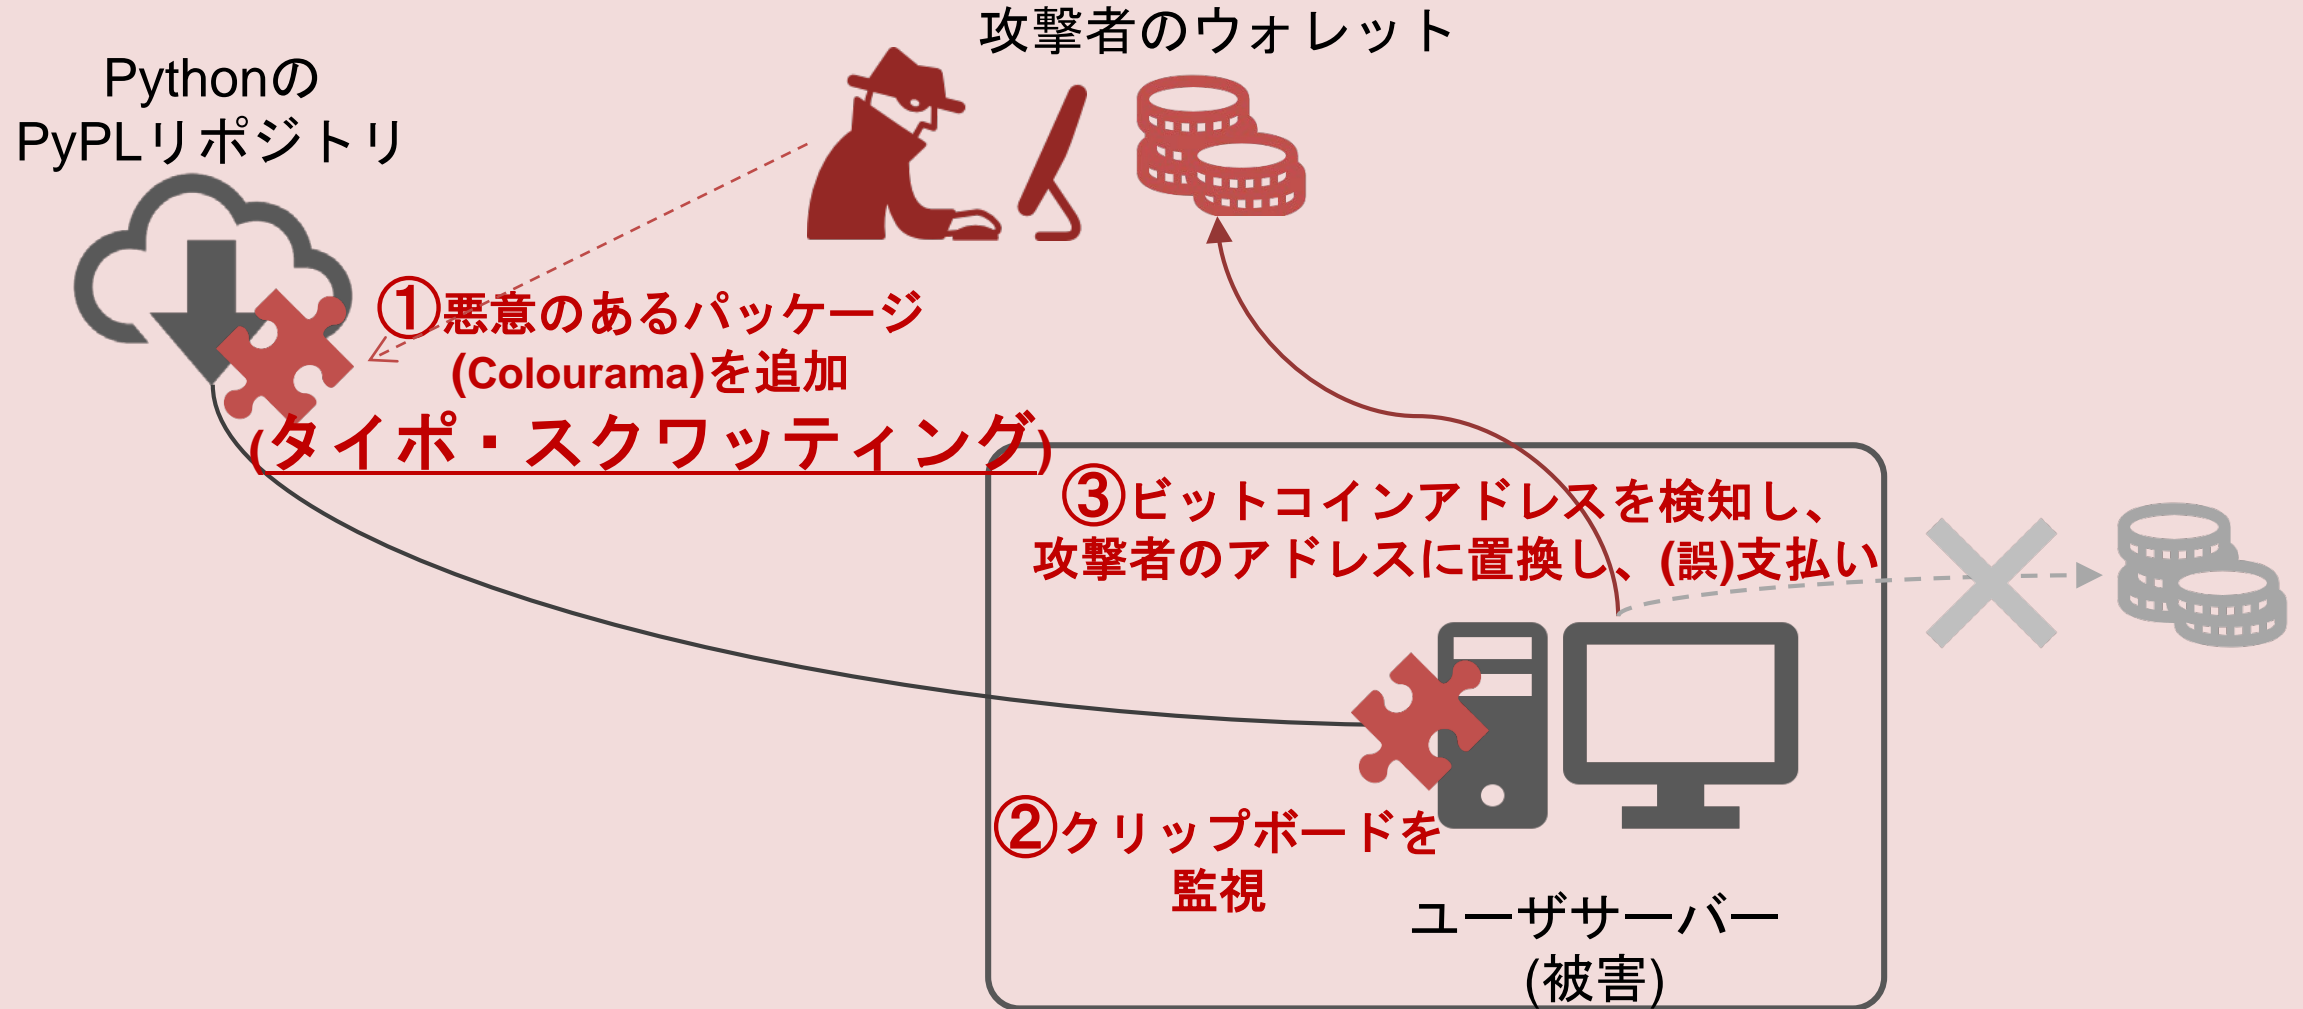 攻撃者のウォレット
Pythonの
PyPLリポジトリ
①悪意のあるパッケージ
(Colourama)を追加
(タイポ・スクワッティング)
③ビットコインアドレスを検知し、
攻撃者のアドレスに置換し、(誤)支払い
②クリップボードを
監視
ユーザサーバー
(被害)